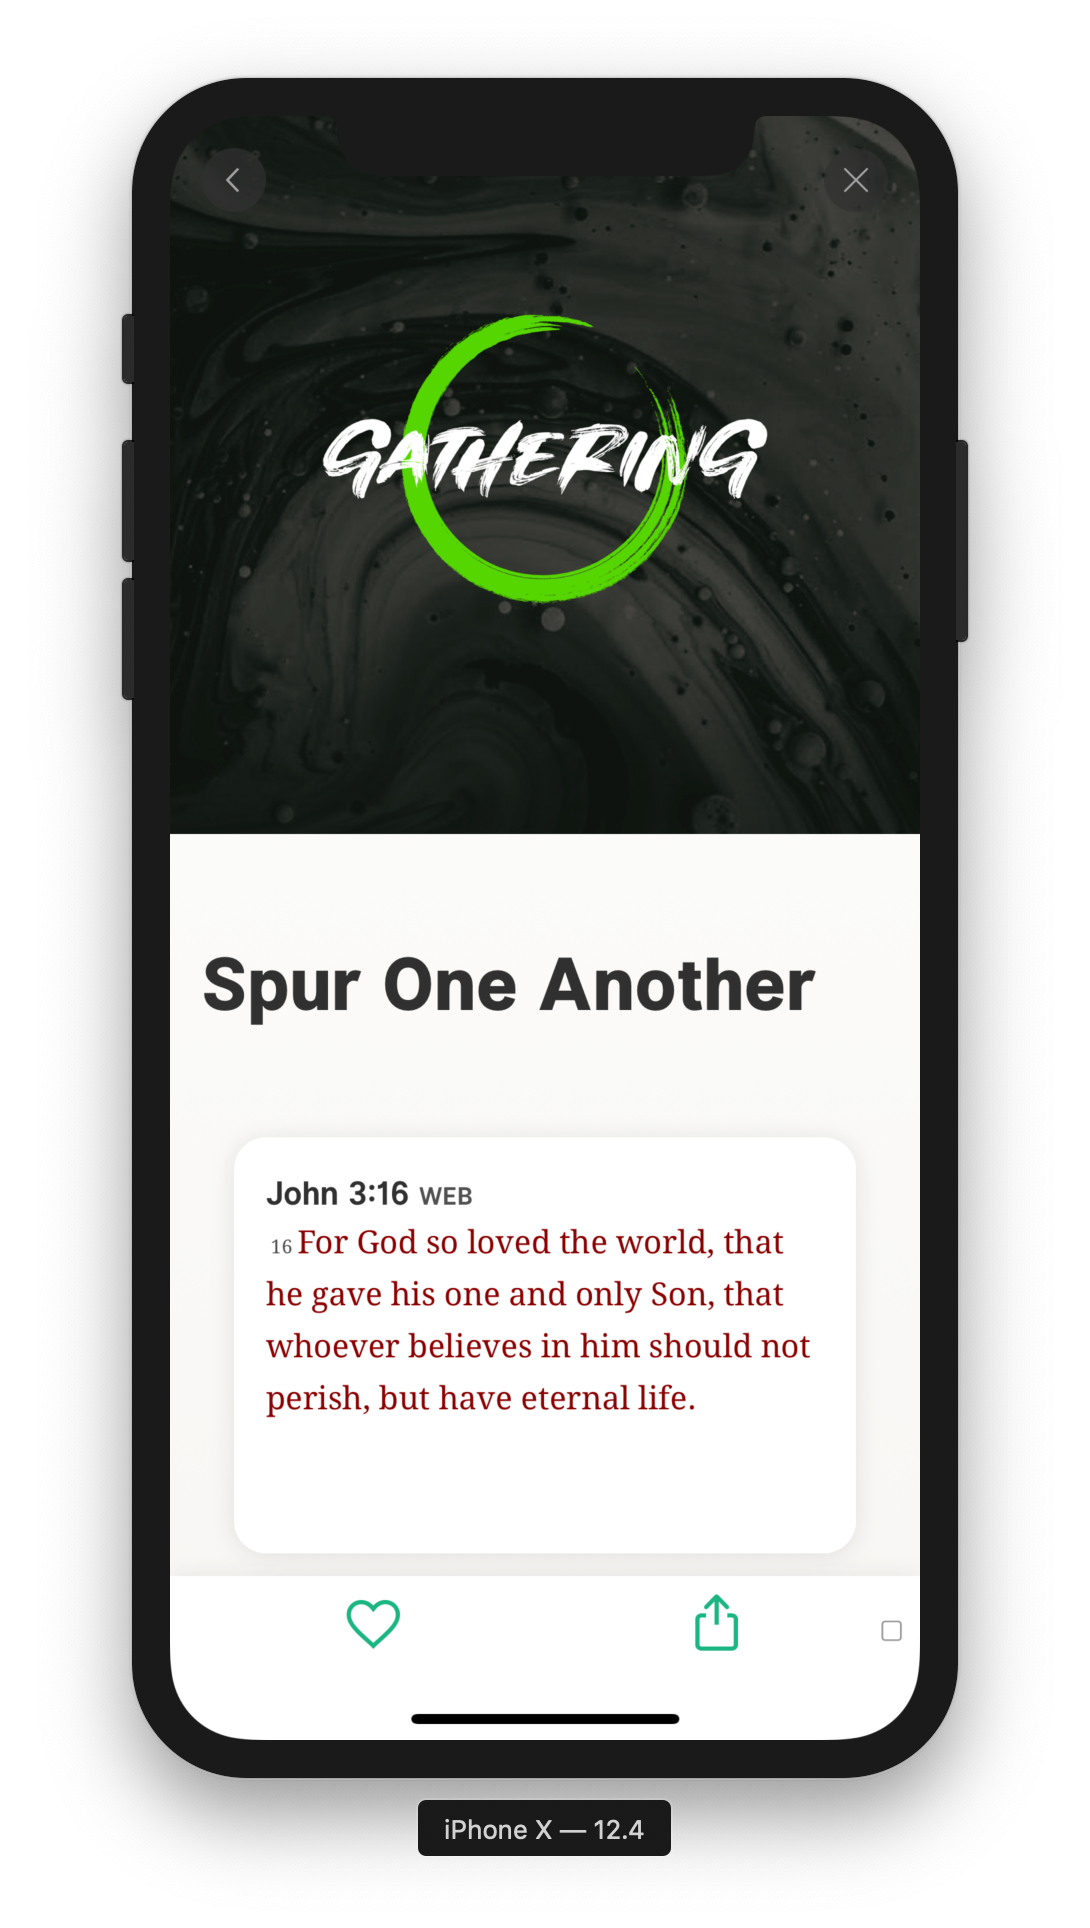 GATHERING
Spur One Another
John 3:16 WEB
16 For God so loved the world, that
he gave his one and only Son, that
whoever believes in him should not
perish, but have eternal life.
iPhone X — 12.4